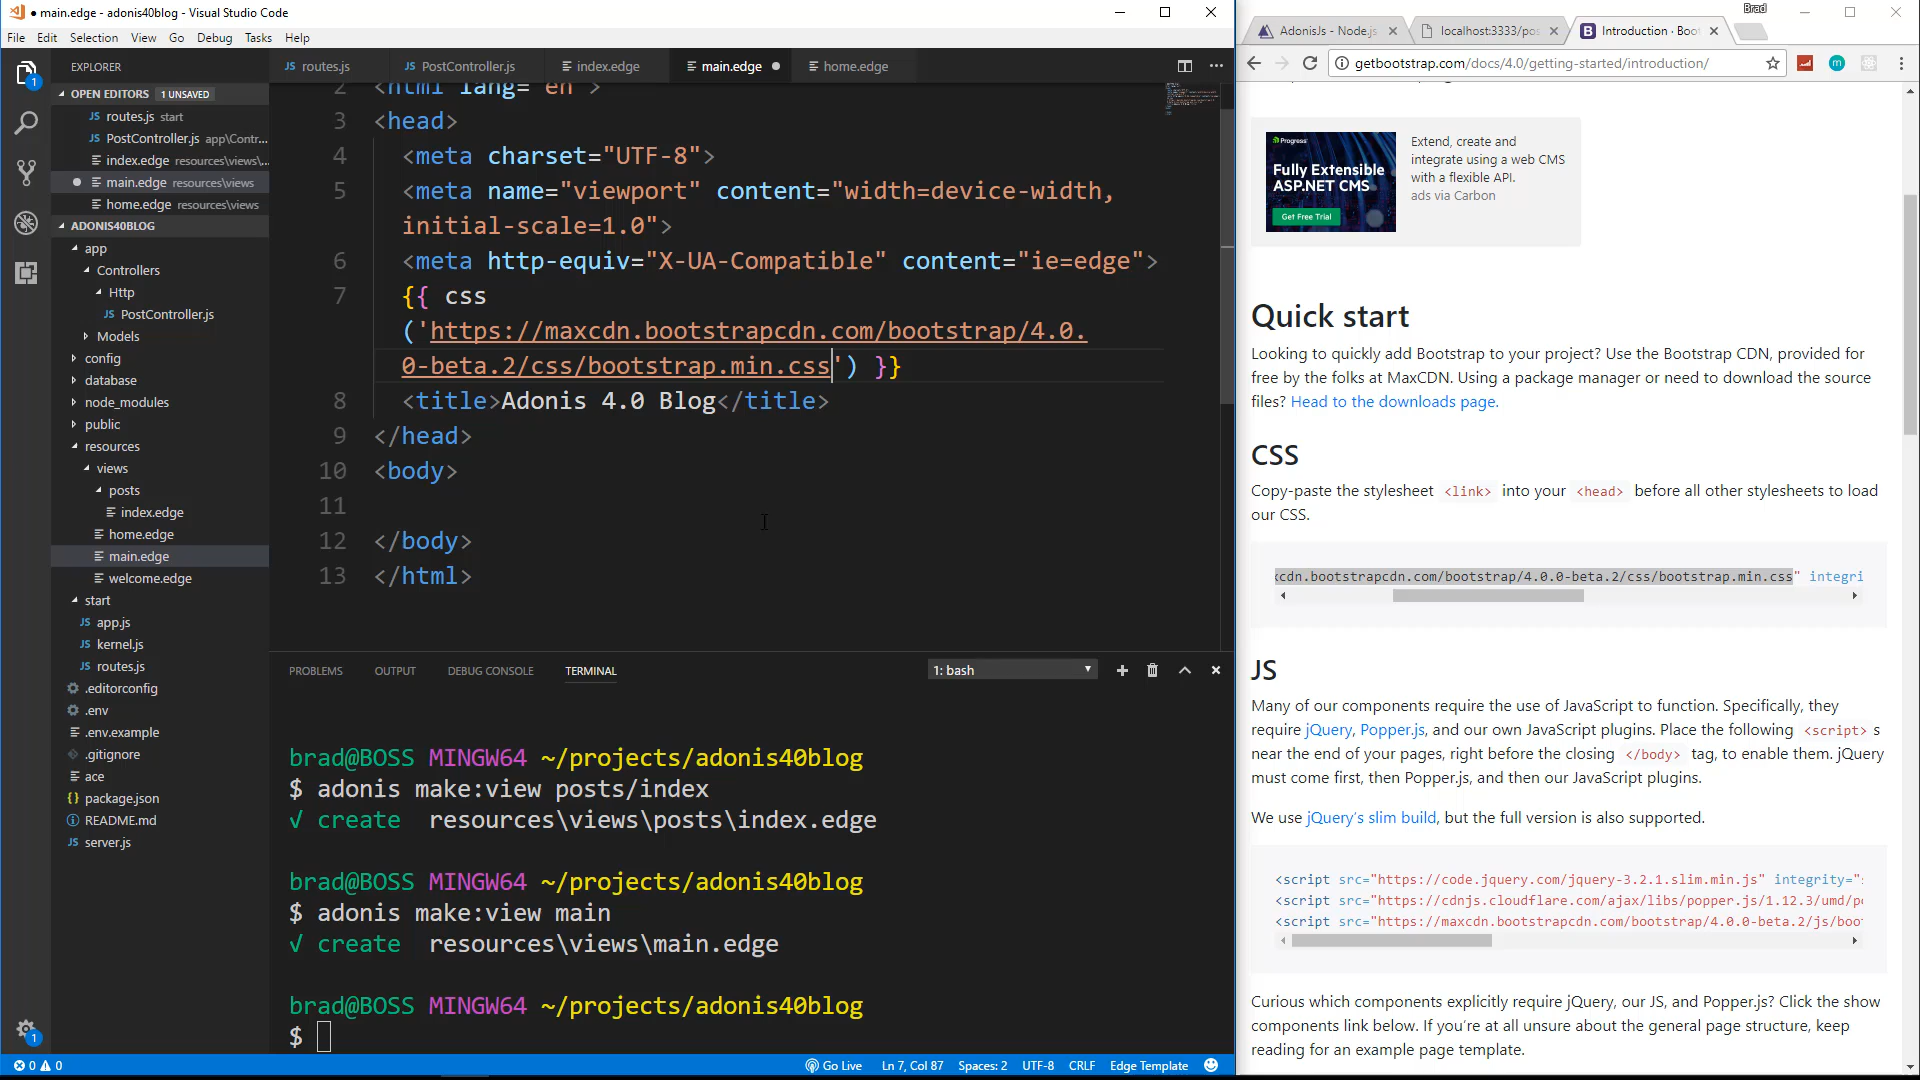 main.edge - adonis40blog - Visual Studio Code
File Edit Selection View Go Debug Tasks Help
EXPLORER
OPEN EDITORS 1 UNSAVED
JS routes.js start
JS PostController.js app\Contr...
index.edge resources\views\...
main.edge resources\views
home.edge resources\views
ADONIS40BLOG
app
Controllers
Http
JS PostController.js
Models
config
database
node_modules
public
resources
views
posts
index.edge
home.edge
main.edge
welcome.edge
start
JS app.js
JS kernel.js
JS routes.js
.editorconfig
.env
.env.example
.gitignore
ace
{} package.json
README.md
JS server.js
JS routes.js JS PostController.js index.edge main.edge home.edge
2 <html lang="en">
3 <head>
4 <meta charset="UTF-8">
5 <meta name="viewport" content="width=device-width,
initial-scale=1.0">
6 <meta http-equiv="X-UA-Compatible" content="ie=edge">
7 {{ css
('https://maxcdn.bootstrapcdn.com/bootstrap/4.0.
0-beta.2/css/bootstrap.min.css') }}
8 <title>Adonis 4.0 Blog</title>
9 </head>
10 <body>
11
12 </body>
13 </html>
PROBLEMS OUTPUT DEBUG CONSOLE TERMINAL 1: bash
brad@BOSS MINGW64 ~/projects/adonis40blog
$ adonis make:view posts/index
√ create resources\views\posts\index.edge
brad@BOSS MINGW64 ~/projects/adonis40blog
$ adonis make:view main
√ create resources\views\main.edge
brad@BOSS MINGW64 ~/projects/adonis40blog
$
0 0 Go Live Ln 7, Col 87 Spaces: 2 UTF-8 CRLF Edge Template
1
1
Brad
AdonisJs - Node.js localhost:3333/pos Introduction · Boot
getbootstrap.com/docs/4.0/getting-started/introduction/
Progress
Fully Extensible
ASP.NET CMS
Get Free Trial
Extend, create and
integrate using a web CMS
with a flexible API.
ads via Carbon
Quick start
Looking to quickly add Bootstrap to your project? Use the Bootstrap CDN, provided for
free by the folks at MaxCDN. Using a package manager or need to download the source
files? Head to the downloads page.
CSS
Copy-paste the stylesheet <link> into your <head> before all other stylesheets to load
our CSS.
xcdn.bootstrapcdn.com/bootstrap/4.0.0-beta.2/css/bootstrap.min.css" integri
JS
Many of our components require the use of JavaScript to function. Specifically, they
require jQuery, Popper.js, and our own JavaScript plugins. Place the following <script> s
near the end of your pages, right before the closing </body> tag, to enable them. jQuery
must come first, then Popper.js, and then our JavaScript plugins.
We use jQuery's slim build, but the full version is also supported.
<script src="https://code.jquery.com/jquery-3.2.1.slim.min.js" integrity="s
<script src="https://cdnjs.cloudflare.com/ajax/libs/popper.js/1.12.3/umd/po
<script src="https://maxcdn.bootstrapcdn.com/bootstrap/4.0.0-beta.2/js/boot
Curious which components explicitly require jQuery, our JS, and Popper.js? Click the show
components link below. If you're at all unsure about the general page structure, keep
reading for an example page template.